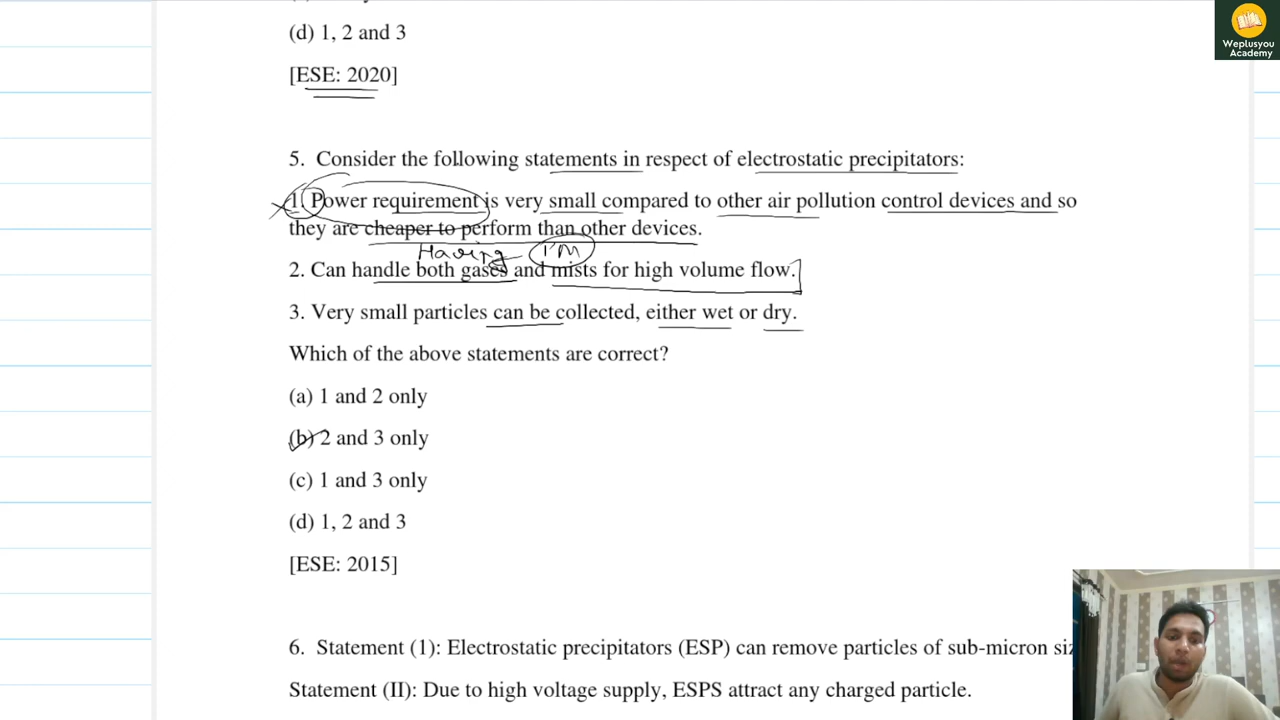 (d) 1, 2 and 3
Weplusyou
Academy
[ESE: 2020]
5. Consider the following statements in respect of electrostatic precipitators:
1. Power requirement is very small compared to other air pollution control devices and so
they are cheaper to perform than other devices.
Having I'M
2. Can handle both gases and mists for high volume flow.
3. Very small particles can be collected, either wet or dry.
Which of the above statements are correct?
(a) 1 and 2 only
(b) 2 and 3 only
(c) 1 and 3 only
(d) 1, 2 and 3
[ESE: 2015]
6. Statement (1): Electrostatic precipitators (ESP) can remove particles of sub-micron
Statement (II): Due to high voltage supply, ESPS attract any charged particle.